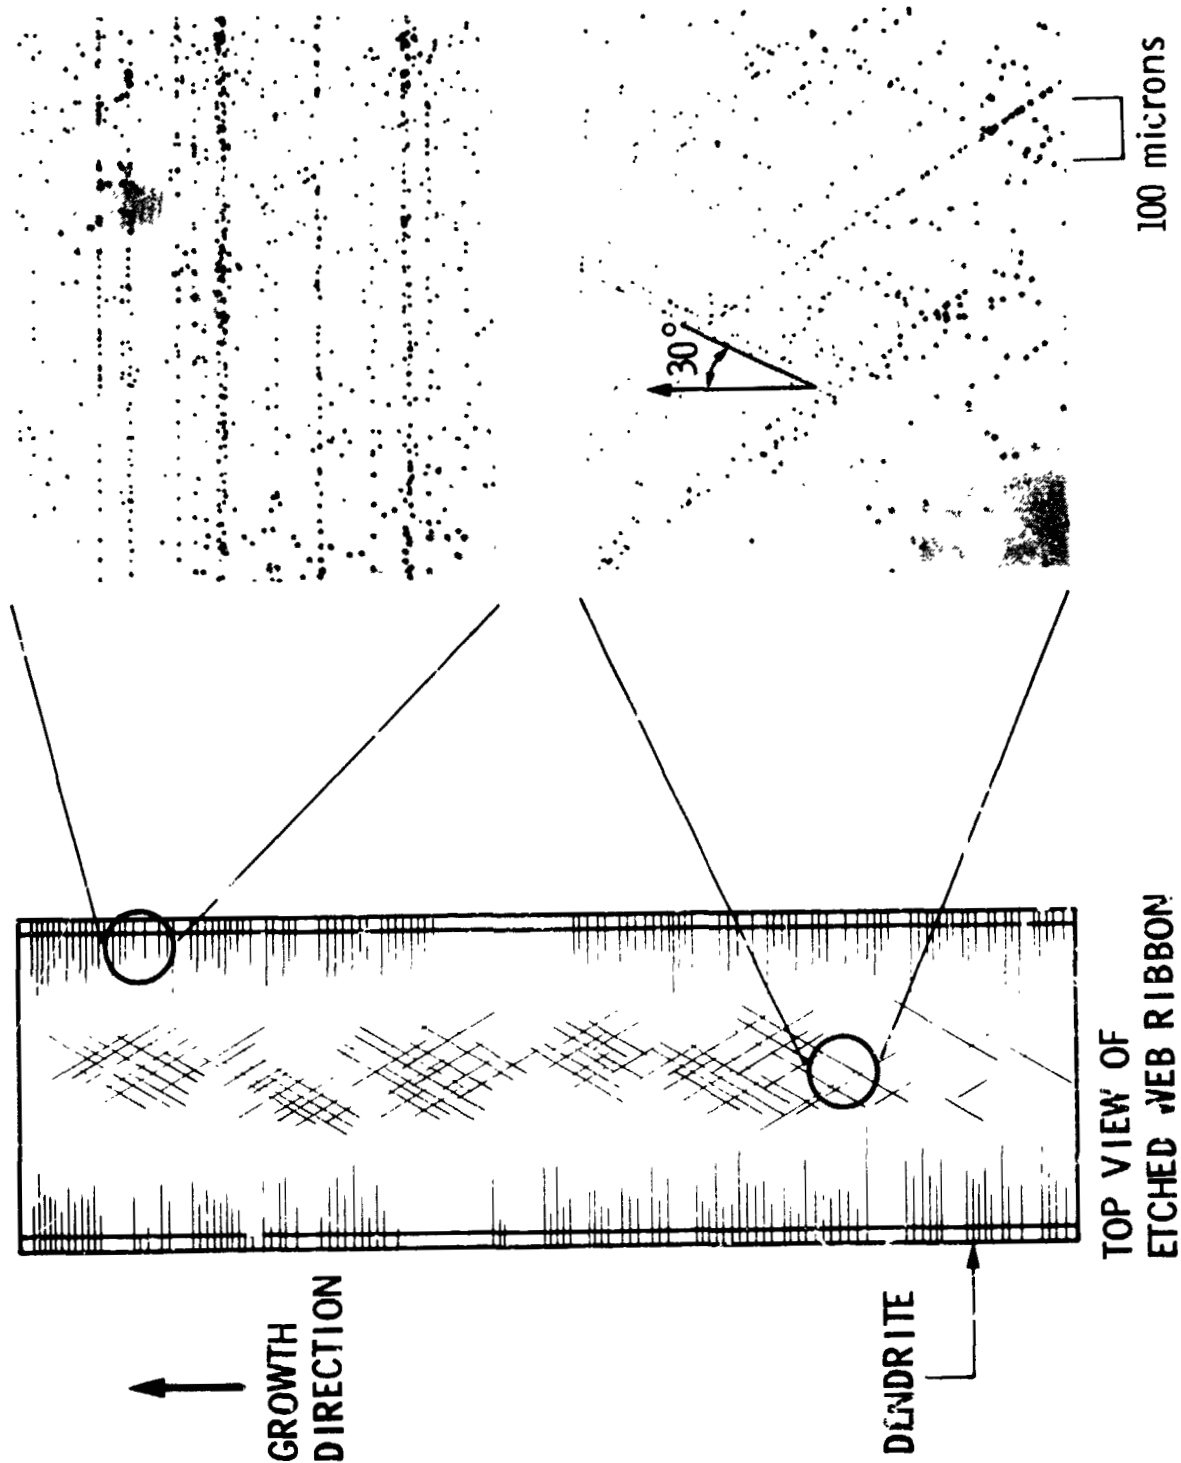 GROWTH
DIRECTION
DENDRITE
TOP VIEW OF
ETCHED WEB RIBBON
30°
100 microns